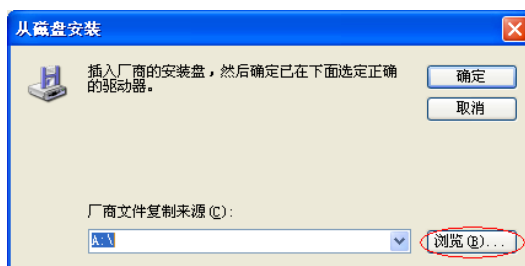 从磁盘安装
插入厂商的安装盘，然后确定已在下面选定正确
的驱动器。
确定
取消
厂商文件复制来源(C):
A:\
浏览(B)...